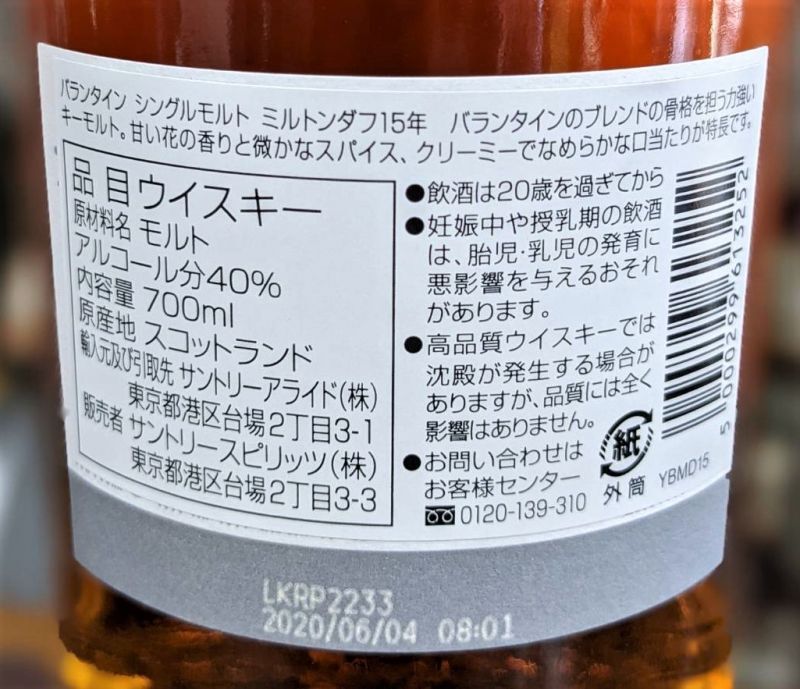 バランタイン シングルモルト ミルトンダフ15年　バランタインのブレンドの骨格を担う力強い
キーモルト。甘い花の香りと微かなスパイス、クリーミーでなめらかな口当たりが特長です。
品 目 ウイスキー
原材料名 モルト
アルコール分40%
内容量 700ml
原産地 スコットランド
輸入元及び引取先 サントリーアライド(株)
東京都港区台場2丁目3-1
販売者 サントリースピリッツ(株)
東京都港区台場2丁目3-3
●飲酒は20歳を過ぎてから
●妊娠中や授乳期の飲酒
は、胎児・乳児の発育に
悪影響を与えるおそれ
があります。
●高品質ウイスキーでは
沈殿が発生する場合が
ありますが、品質には全く
影響はありません。
●お問い合わせは
お客様センター
0120-139-310
紙
外 筒
YBMD15
5 000299 613252
LKRP2233
2020/06/04 08:01